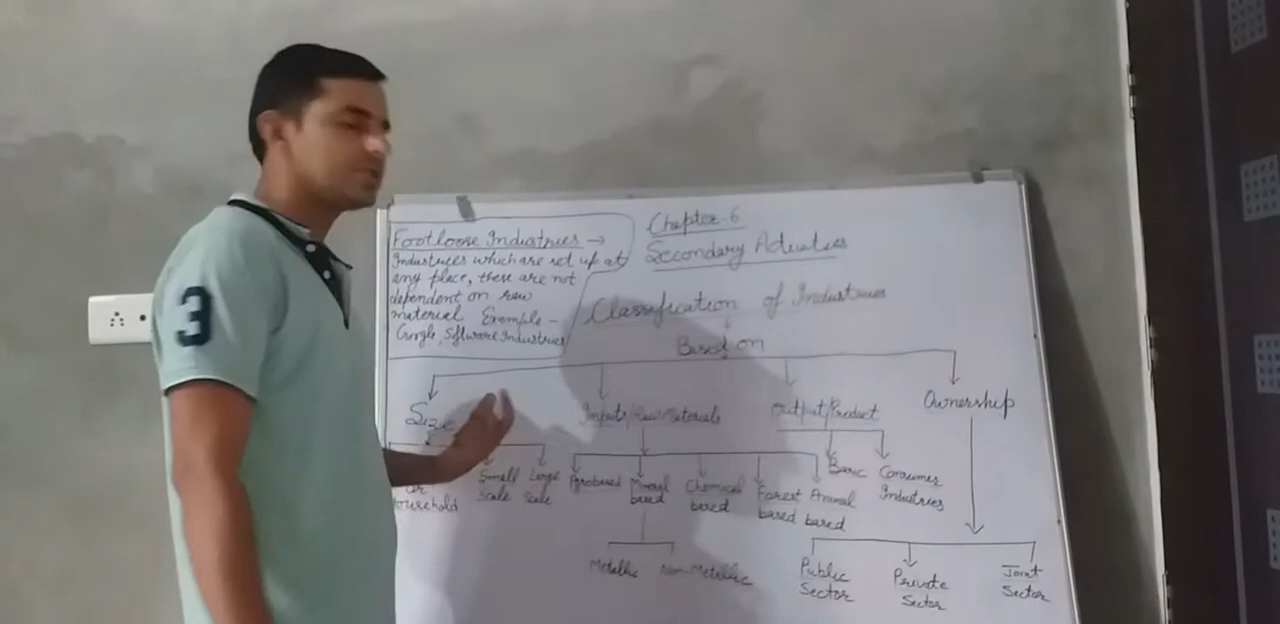 3
Footloose Industries →
Industries which are set up at
any place, these are not
dependent on raw
material Example -
Google, Software Industries
Chapter-6
Secondary Activities
Classification of Industries
Based on
Size
Inputs/Raw Materials
Output/Product
Ownership
or
Household
Small
Scale
Large
Scale
Agrobased
Mineral
based
Chemical
based
Forest
based
Animal
based
Basic
Consumer
Industries
Metallic
Non-Metallic
Public
Sector
Private
Sector
Joint
Sector